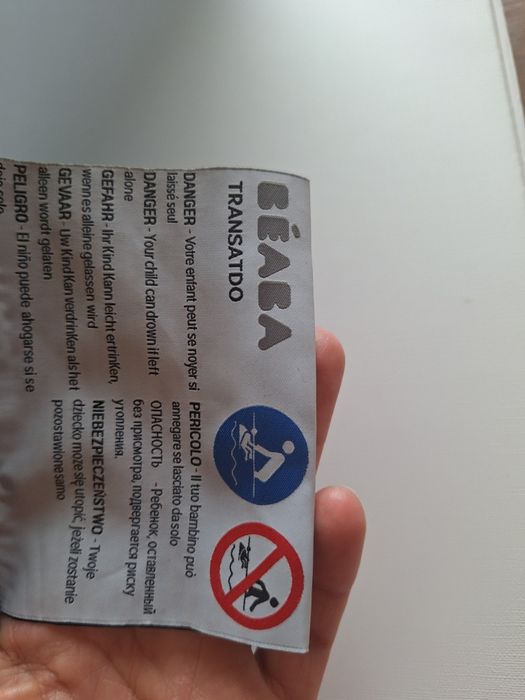 BÉABA
TRANSATDO
DANGER - Votre enfant peut se noyer si
laissé seul
DANGER - Your child can drown if left
alone
GEFAHR - Ihr Kind Kann leicht ertrinken,
wenn es alleine gelassen wird
GEVAAR - Uw Kind Kan verdrinken als het
alleen wordt gelaten
PELIGRO - El niño puede ahogarse si se
deja solo
PERICOLO - Il tuo bambino può
annegare se lasciato da solo
ОПАСНОСТЬ - Ребенок, оставленный
без присмотра, подвергается риску
утопления.
NIEBEZPIECZEŃSTWO - Twoje
dziecko może się utopić, jeżeli zostanie
pozostawione samo